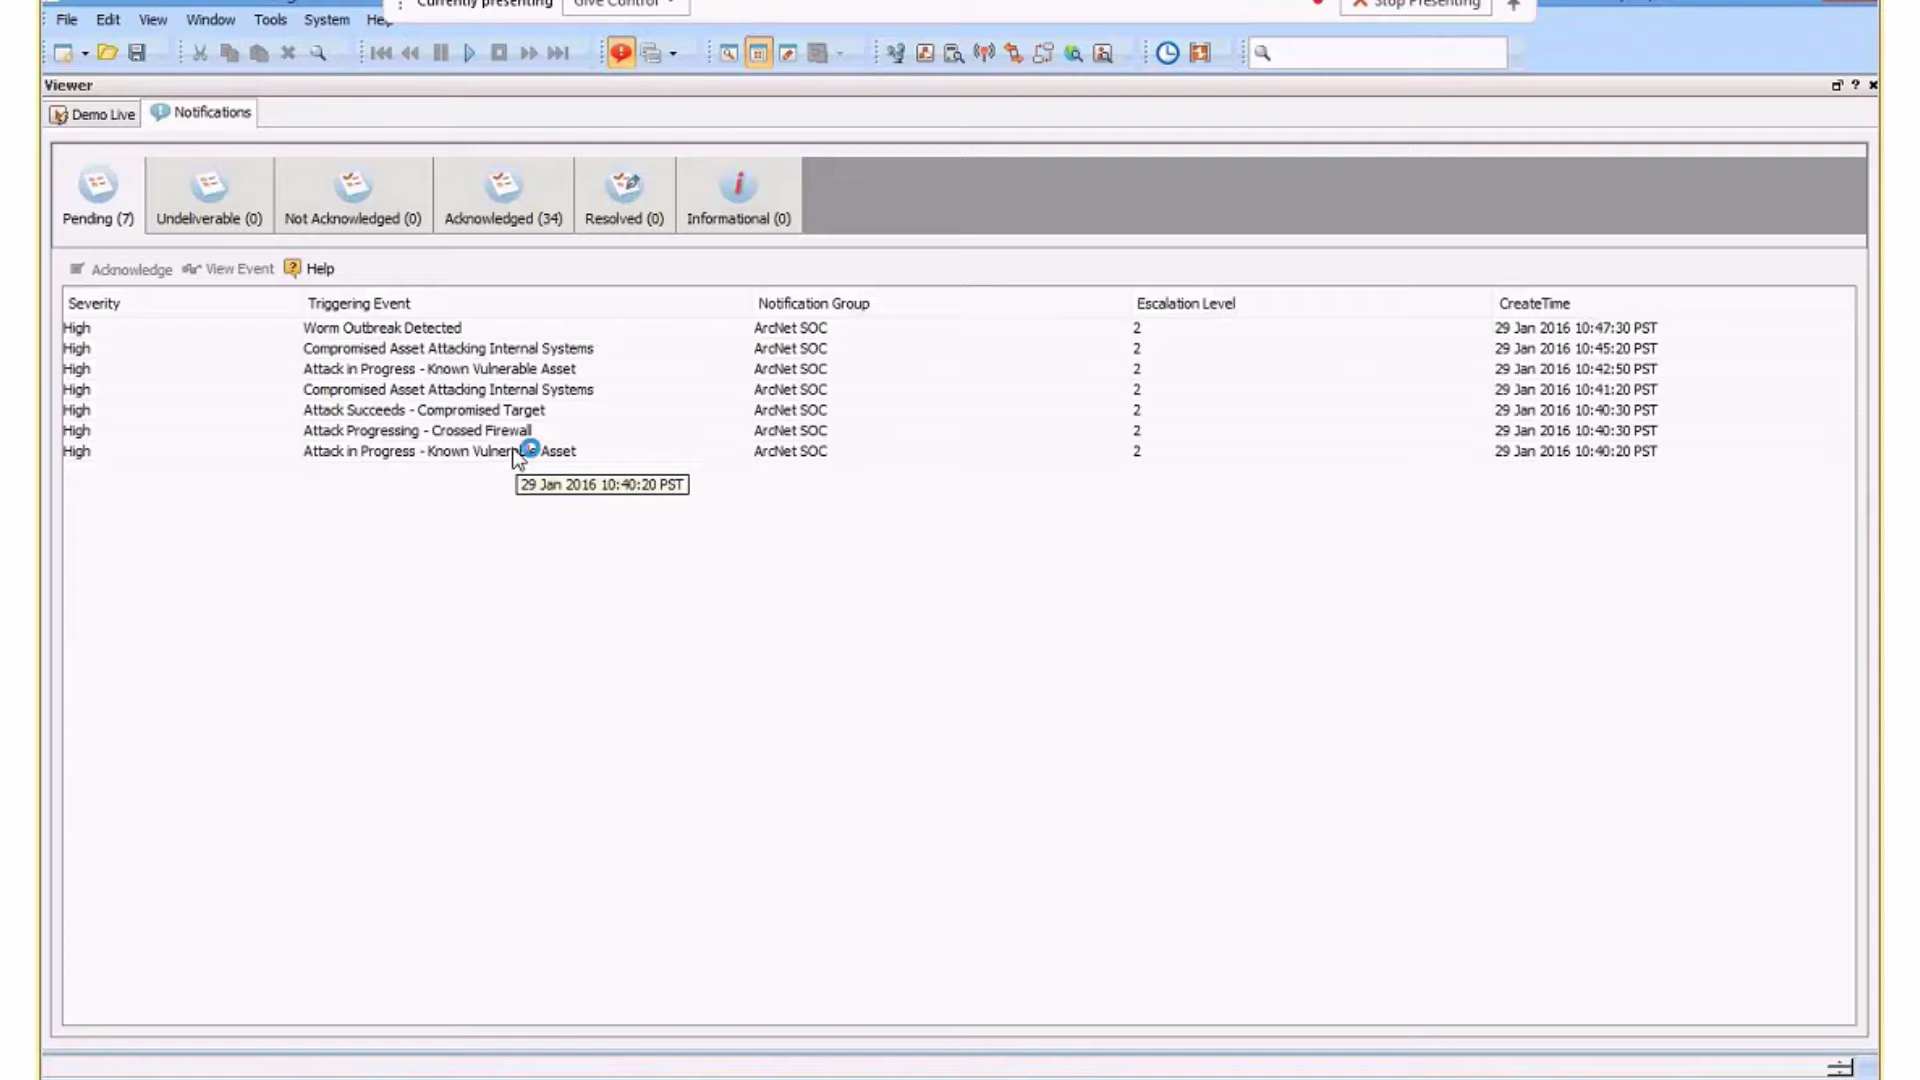 Currently presenting Give Control Stop Presenting
File Edit View Window Tools System
Viewer
Demo Live Notifications
Pending (7) Undeliverable (0) Not Acknowledged (0) Acknowledged (34) Resolved (0) Informational (0)
Acknowledge View Event Help
Severity Triggering Event Notification Group Escalation Level CreateTime
High Worm Outbreak Detected ArcNet SOC 2 29 Jan 2016 10:47:30 PST
High Compromised Asset Attacking Internal Systems ArcNet SOC 2 29 Jan 2016 10:45:20 PST
High Attack in Progress - Known Vulnerable Asset ArcNet SOC 2 29 Jan 2016 10:42:50 PST
High Compromised Asset Attacking Internal Systems ArcNet SOC 2 29 Jan 2016 10:41:20 PST
High Attack Succeeds - Compromised Target ArcNet SOC 2 29 Jan 2016 10:40:30 PST
High Attack Progressing - Crossed Firewall ArcNet SOC 2 29 Jan 2016 10:40:30 PST
High Attack in Progress - Known Vulnerable Asset ArcNet SOC 2 29 Jan 2016 10:40:20 PST
29 Jan 2016 10:40:20 PST